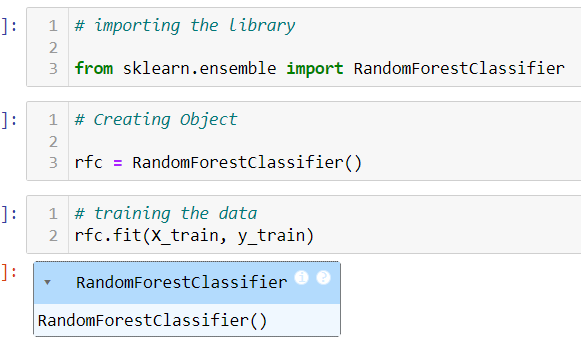 ]:
1 # importing the library
2
3 from sklearn.ensemble import RandomForestClassifier
]:
1 # Creating Object
2
3 rfc = RandomForestClassifier()
]:
1 # training the data
2 rfc.fit(X_train, y_train)
]:
▾ RandomForestClassifier i ?
RandomForestClassifier()